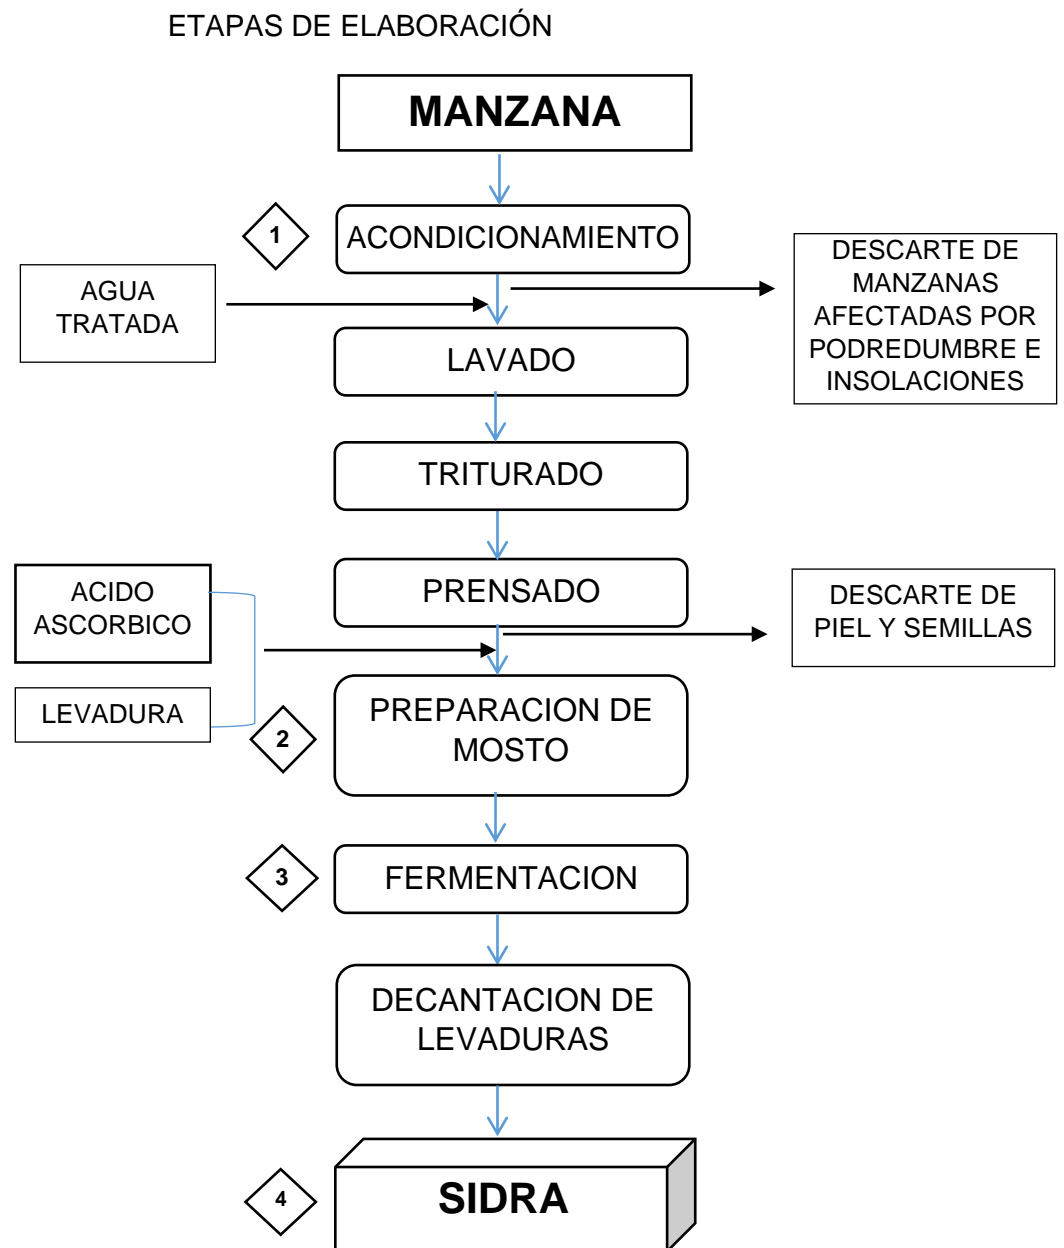 ETAPAS DE ELABORACIÓN
MANZANA
1
ACONDICIONAMIENTO
AGUA
TRATADA
DESCARTE DE
MANZANAS
AFECTADAS POR
PODREDUMBRE E
INSOLACIONES
LAVADO
TRITURADO
PRENSADO
ACIDO
ASCORBICO
DESCARTE DE
PIEL Y SEMILLAS
LEVADURA
2
PREPARACION DE
MOSTO
3
FERMENTACION
DECANTACION DE
LEVADURAS
4
SIDRA